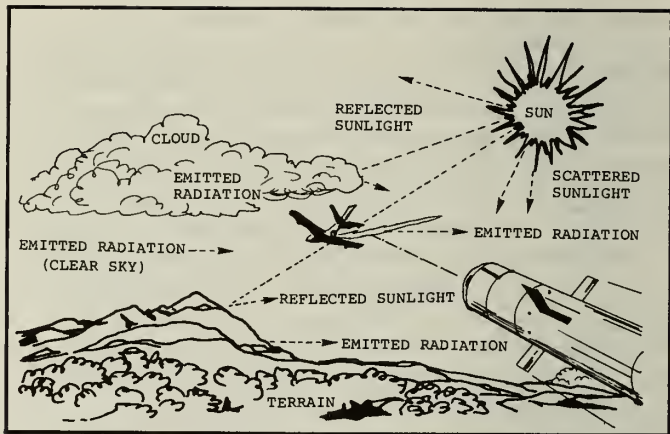 REFLECTED
SUNLIGHT
SUN
CLOUD
EMITTED
RADIATION
SCATTERED
SUNLIGHT
EMITTED RADIATION
(CLEAR SKY)
EMITTED RADIATION
REFLECTED SUNLIGHT
EMITTED RADIATION
TERRAIN